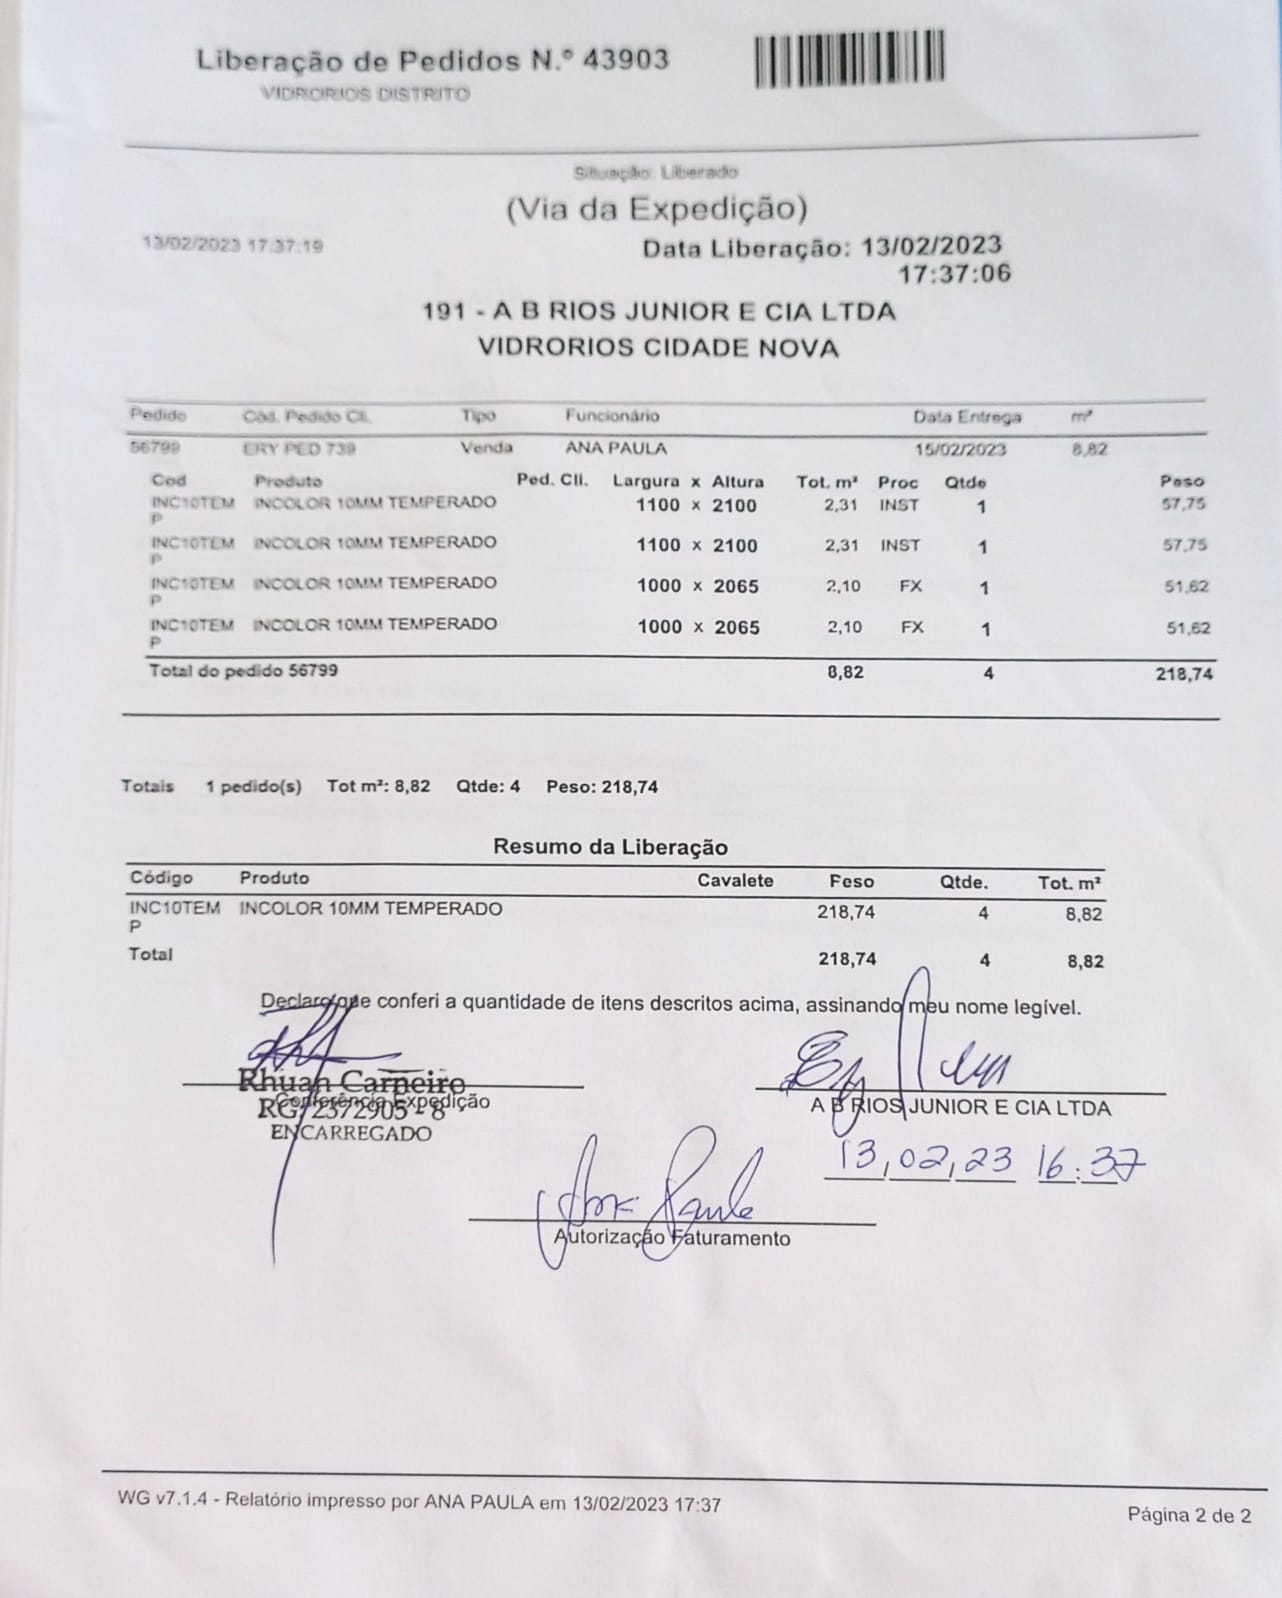 Liberação de Pedidos N.º 43903
VIDRORIOS DISTRITO
Situação: Liberado
(Via da Expedição)
13/02/2023 17:37:19
Data Liberação: 13/02/2023
17:37:06
191 - A B RIOS JUNIOR E CIA LTDA
VIDRORIOS CIDADE NOVA
Pedido Cód. Pedido Cli. Tipo Funcionário Data Entrega m²
56799 ERY PED 739 Venda ANA PAULA 15/02/2023 8,82
Cod Produto Ped. Cli. Largura x Altura Tot. m² Proc Qtde Peso
INC10TEM INCOLOR 10MM TEMPERADO 1100 x 2100 2,31 INST 1 57,75
P
INC10TEM INCOLOR 10MM TEMPERADO 1100 x 2100 2,31 INST 1 57,75
P
INC10TEM INCOLOR 10MM TEMPERADO 1000 x 2065 2,10 FX 1 51,62
P
INC10TEM INCOLOR 10MM TEMPERADO 1000 x 2065 2,10 FX 1 51,62
P
Total do pedido 56799 8,82 4 218,74
Totais 1 pedido(s) Tot m²: 8,82 Qtde: 4 Peso: 218,74
Resumo da Liberação
Código Produto Cavalete Peso Qtde. Tot. m²
INC10TEM INCOLOR 10MM TEMPERADO 218,74 4 8,82
P
Total 218,74 4 8,82
Declaro que conferi a quantidade de itens descritos acima, assinando meu nome legível.
Rhuan Carneiro
Conferência Expedição
RG: 2372905 - 8
ENCARREGADO
A B RIOS JUNIOR E CIA LTDA
13,02,23 16:37
Ana Paula
Autorização Faturamento
WG v7.1.4 - Relatório impresso por ANA PAULA em 13/02/2023 17:37
Página 2 de 2